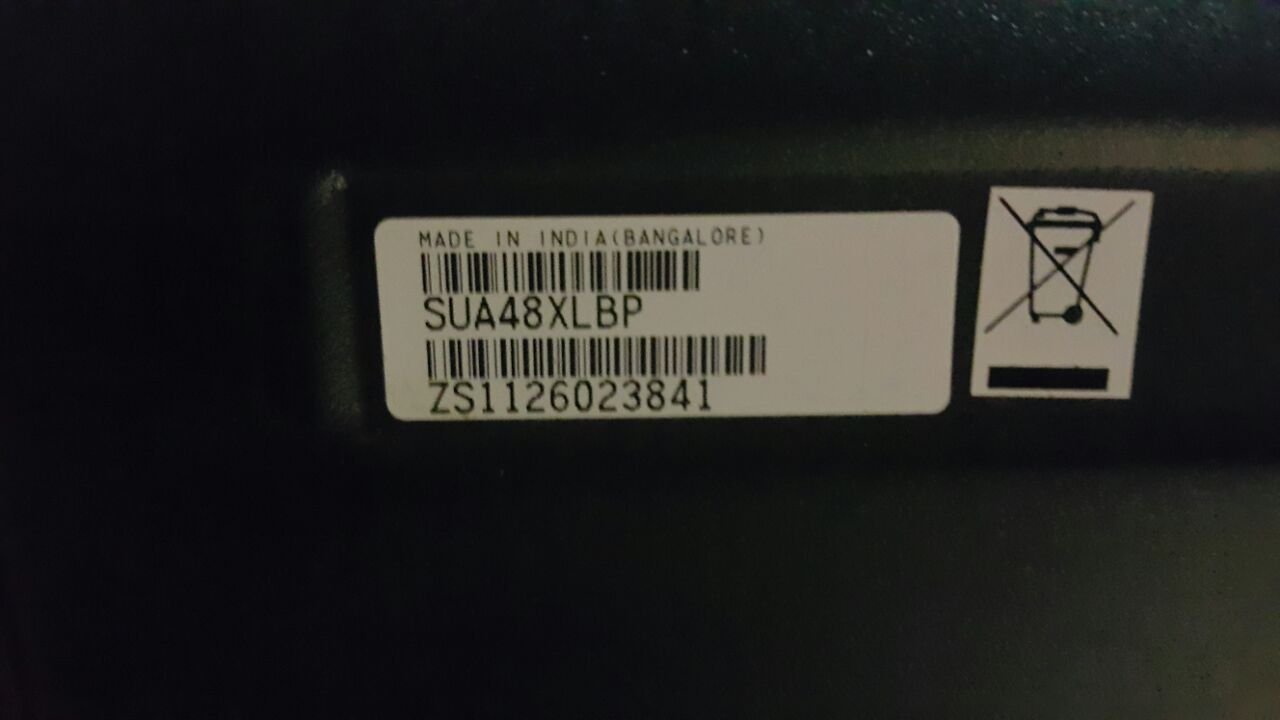 MADE IN INDIA(BANGALORE)
SUA48XLBP
ZS1126023841